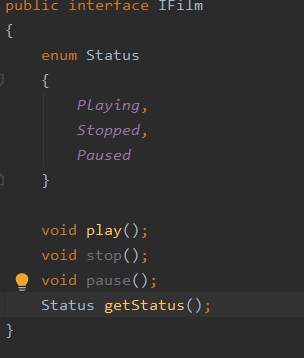 public interface IFilm
{
    enum Status
    {
        Playing,
        Stopped,
        Paused
    }
    void play();
    void stop();
    void pause();
    Status getStatus();
}